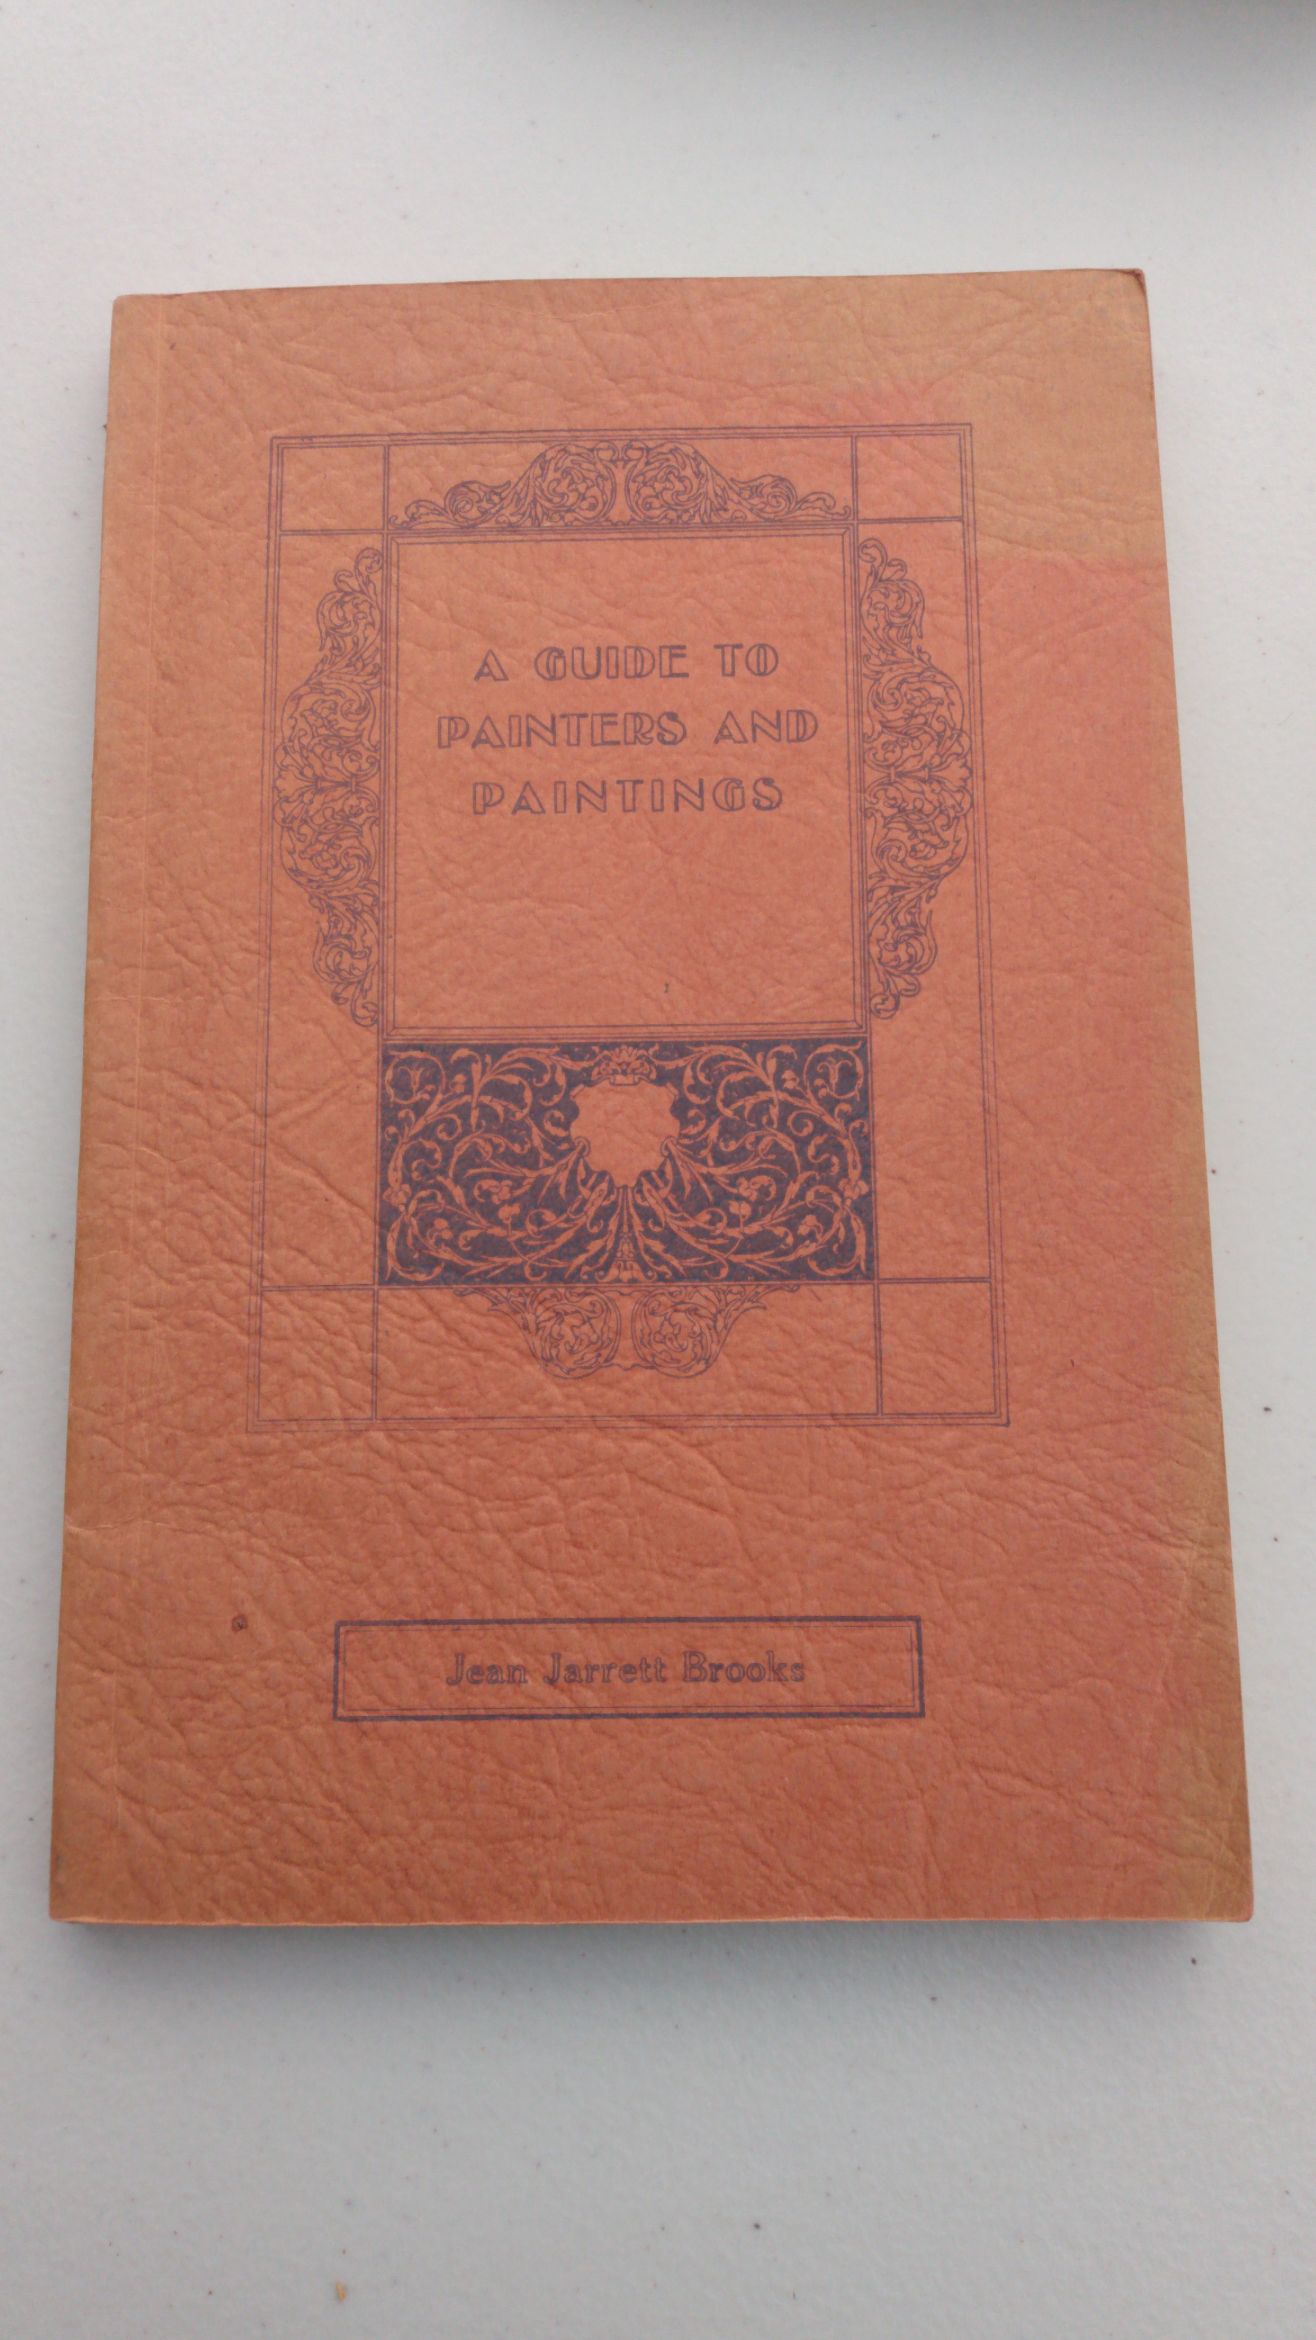 A GUIDE TO
PAINTERS AND
PAINTINGS
Jean Jarrett Brooks